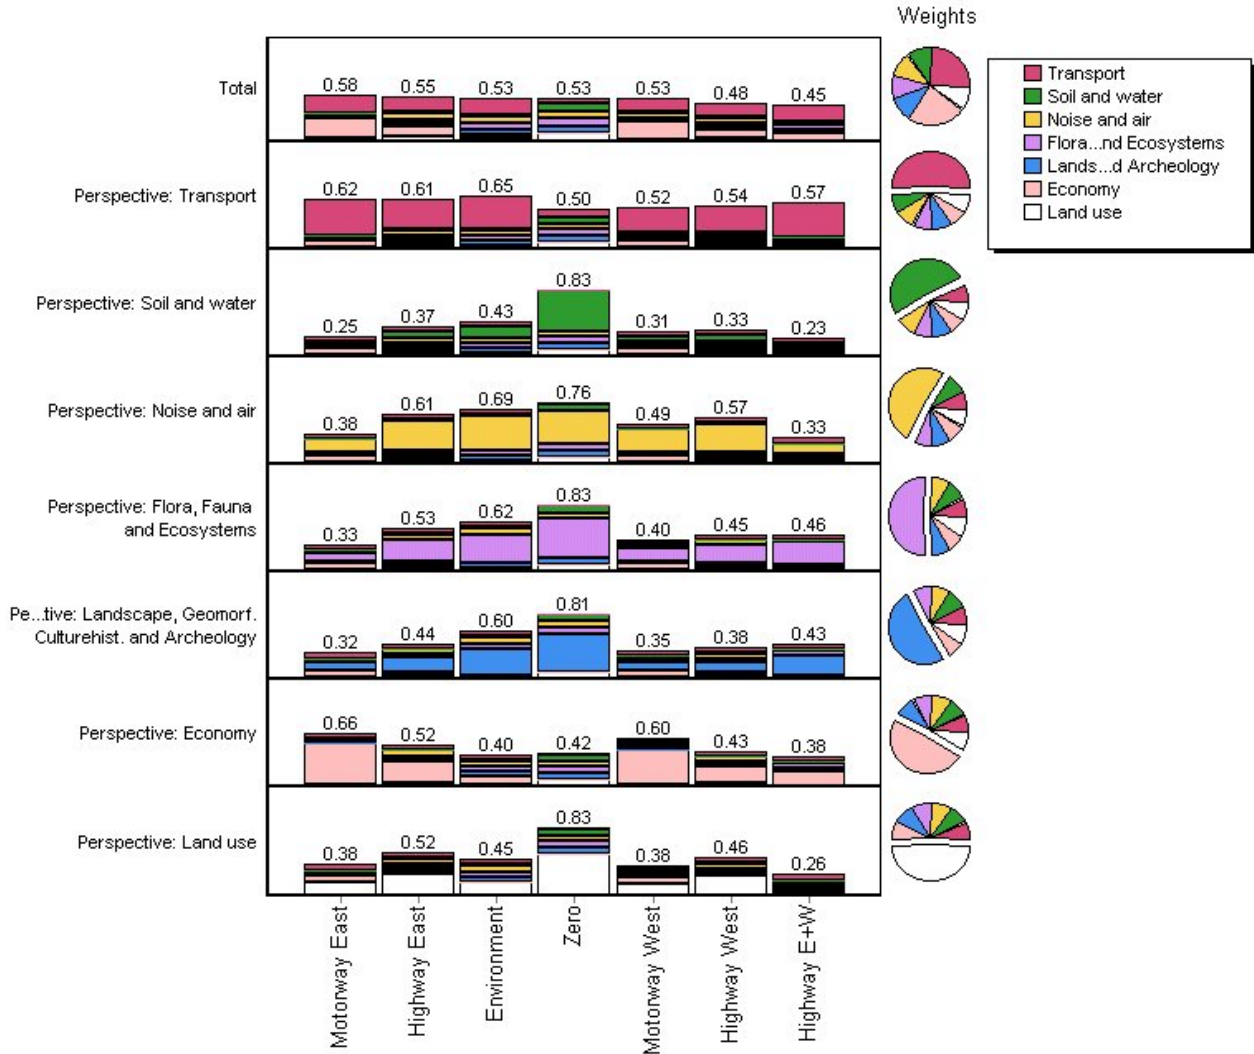 Weights
Transport
Soil and water
Noise and air
Flora...nd Ecosystems
Lands...d Archeology
Economy
Land use
Total
0.58 0.55 0.53 0.53 0.53 0.48 0.45
Perspective: Transport
0.62 0.61 0.65 0.50 0.52 0.54 0.57
Perspective: Soil and water
0.25 0.37 0.43 0.83 0.31 0.33 0.23
Perspective: Noise and air
0.38 0.61 0.69 0.76 0.49 0.57 0.33
Perspective: Flora, Fauna
and Ecosystems
0.33 0.53 0.62 0.83 0.40 0.45 0.46
Pe...tive: Landscape, Geomorf.
Culturehist. and Archeology
0.32 0.44 0.60 0.81 0.35 0.38 0.43
Perspective: Economy
0.66 0.52 0.40 0.42 0.60 0.43 0.38
Perspective: Land use
0.38 0.52 0.45 0.83 0.38 0.46 0.26
Motorway East
Highway East
Environment
Zero
Motorway West
Highway West
Highway E+W